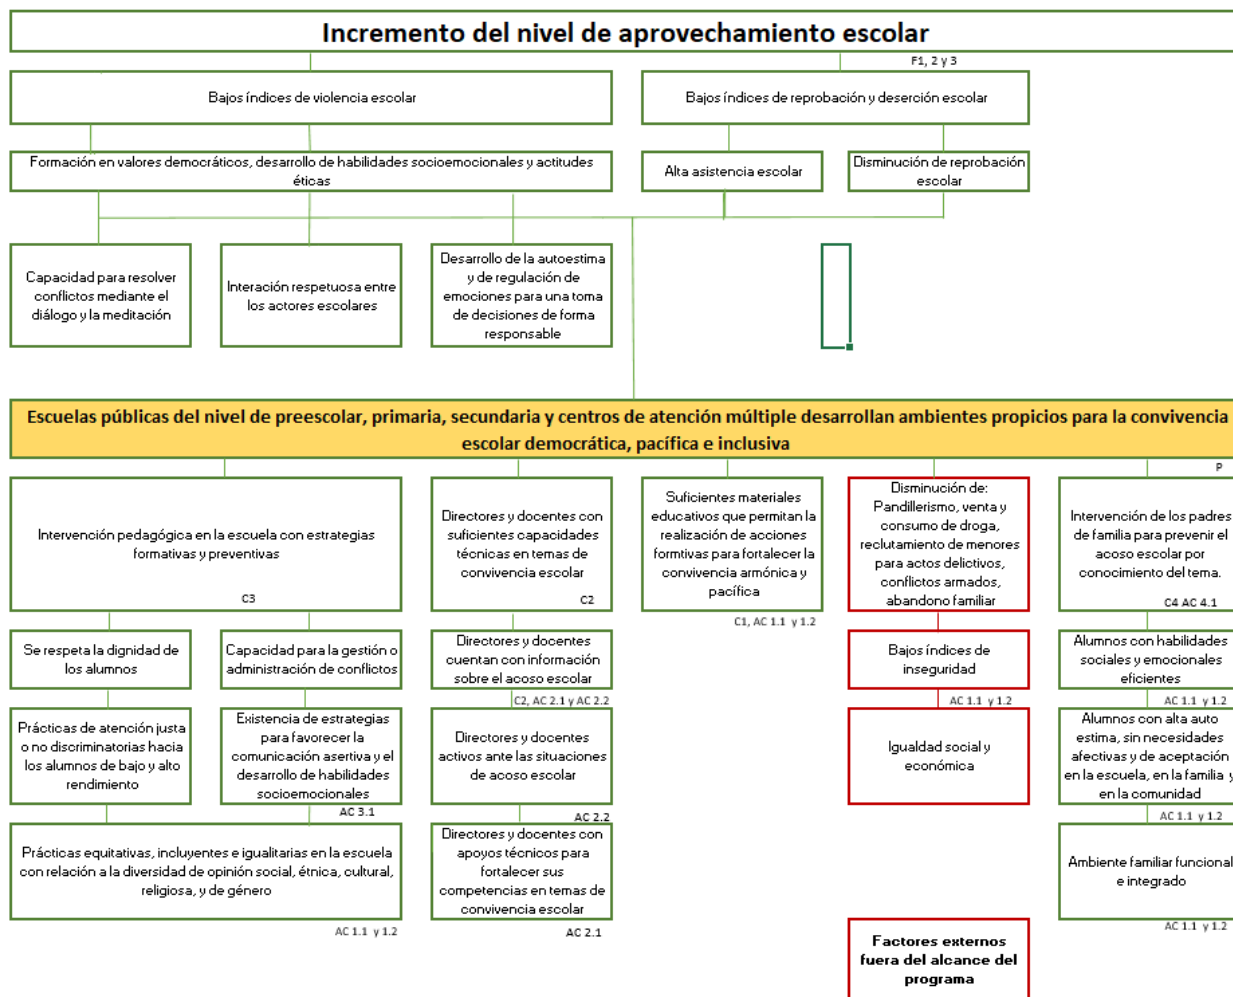 Incremento del nivel de aprovechamiento escolar
F1, 2 y 3
Bajos índices de violencia escolar
Bajos índices de reprobación y deserción escolar
Formación en valores democráticos, desarrollo de habilidades socioemocionales y actitudes
éticas
Alta asistencia escolar
Disminución de reprobación
escolar
Capacidad para resolver
conflictos mediante el
diálogo y la meditación
Interación respetuosa entre
los actores escolares
Desarrollo de la autoestima
y de regulación de
emociones para una toma
de decisiones de forma
responsable
Escuelas públicas del nivel de preescolar, primaria, secundaria y centros de atención múltiple desarrollan ambientes propicios para la convivencia
escolar democrática, pacífica e inclusiva
P
Intervención pedagógica en la escuela con estrategias
formativas y preventivas
C3
Directores y docentes con
suficientes capacidades
técnicas en temas de
convivencia escolar
C2
Suficientes materiales
educativos que permitan la
realización de acciones
formtivas para fortalecer la
convivencia armónica y
pacífica
C1, AC 1.1 y 1.2
Disminución de:
Pandillerismo, venta y
consumo de droga,
reclutamiento de menores
para actos delictivos,
conflictos armados,
abandono familiar
Intervención de los padres
de familia para prevenir el
acoso escolar por
conocimiento del tema.
C4 AC 4.1
Se respeta la dignidad de
los alumnos
Capacidad para la gestión o
administración de conflictos
Directores y docentes
cuentan con información
sobre el acoso escolar
C2, AC 2.1 y AC 2.2
Bajos índices de
inseguridad
AC 1.1 y 1.2
Alumnos con habilidades
sociales y emocionales
eficientes
AC 1.1 y 1.2
Prácticas de atención justa
o no discriminatorias hacia
los alumnos de bajo y alto
rendimiento
Existencia de estrategias
para favorecer la
comunicación asertiva y el
desarrollo de habilidades
socioemocionales
AC 3.1
Directores y docentes
activos ante las situaciones
de acoso escolar
AC 2.2
Igualdad social y
económica
Alumnos con alta auto
estima, sin necesidades
afectivas y de aceptación
en la escuela, en la familia y
en la comunidad
AC 1.1 y 1.2
Prácticas equitativas, incluyentes e igualitarias en la escuela
con relación a la diversidad de opinión social, étnica, cultural,
religiosa, y de género
AC 1.1 y 1.2
Directores y docentes con
apoyos técnicos para
fortalecer sus
competencias en temas de
convivencia escolar
AC 2.1
Ambiente familiar funcional
e integrado
AC 1.1 y 1.2
Factores externos
fuera del alcance del
programa